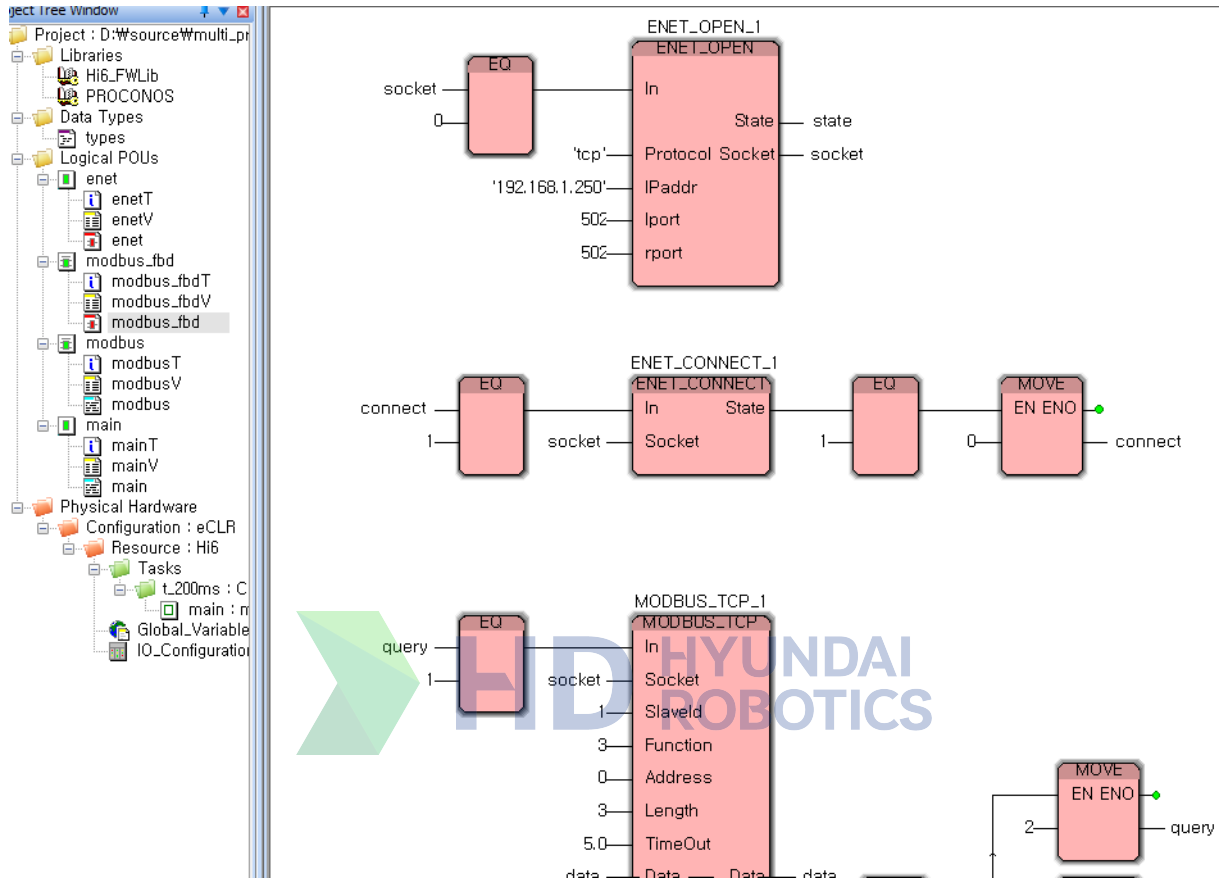 ject Tree Window
Project : D:₩source₩multi_pr
Libraries
Hi6_FWLib
PROCONOS
Data Types
types
Logical POUs
enet
enetT
enetV
enet
modbus_fbd
modbus_fbdT
modbus_fbdV
modbus_fbd
modbus
modbusT
modbusV
modbus
main
mainT
mainV
main
Physical Hardware
Configuration : eCLR
Resource : Hi6
Tasks
t_200ms : C
main : m
Global_Variable
IO_Configuration
ENET_OPEN_1
ENET_OPEN
EQ
socket
0
In
State
state
'tcp'
Protocol Socket
socket
'192.168.1.250'
IPaddr
502
lport
502
rport
ENET_CONNECT_1
EQ
ENET_CONNECT
EQ
MOVE
connect
In
State
EN ENO
1
socket
Socket
1
0
connect
MODBUS_TCP_1
EQ
MODBUS_TCP
query
In
1
socket
Socket
1
SlaveId
3
Function
0
Address
3
Length
5.0
TimeOut
data
Data
Data
data
MOVE
EN ENO
2
query
HD HYUNDAI
ROBOTICS